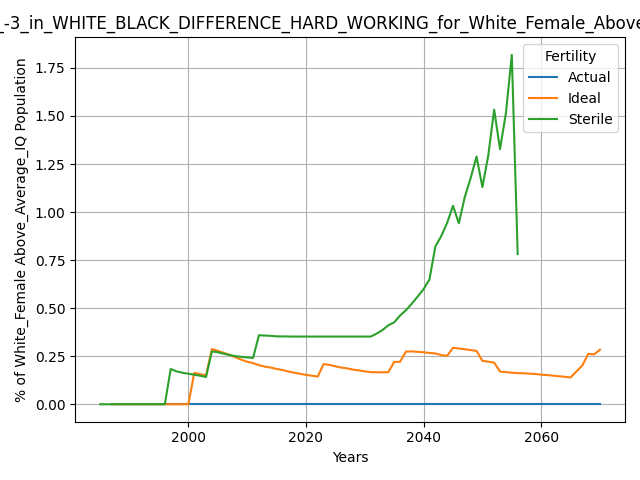 _-3_in_WHITE_BLACK_DIFFERENCE_HARD_WORKING_for_White_Female_Above
Fertility
Actual
Ideal
Sterile
% of White_Female Above_Average_IQ Population
1.75
1.50
1.25
1.00
0.75
0.50
0.25
0.00
2000
2020
2040
2060
Years